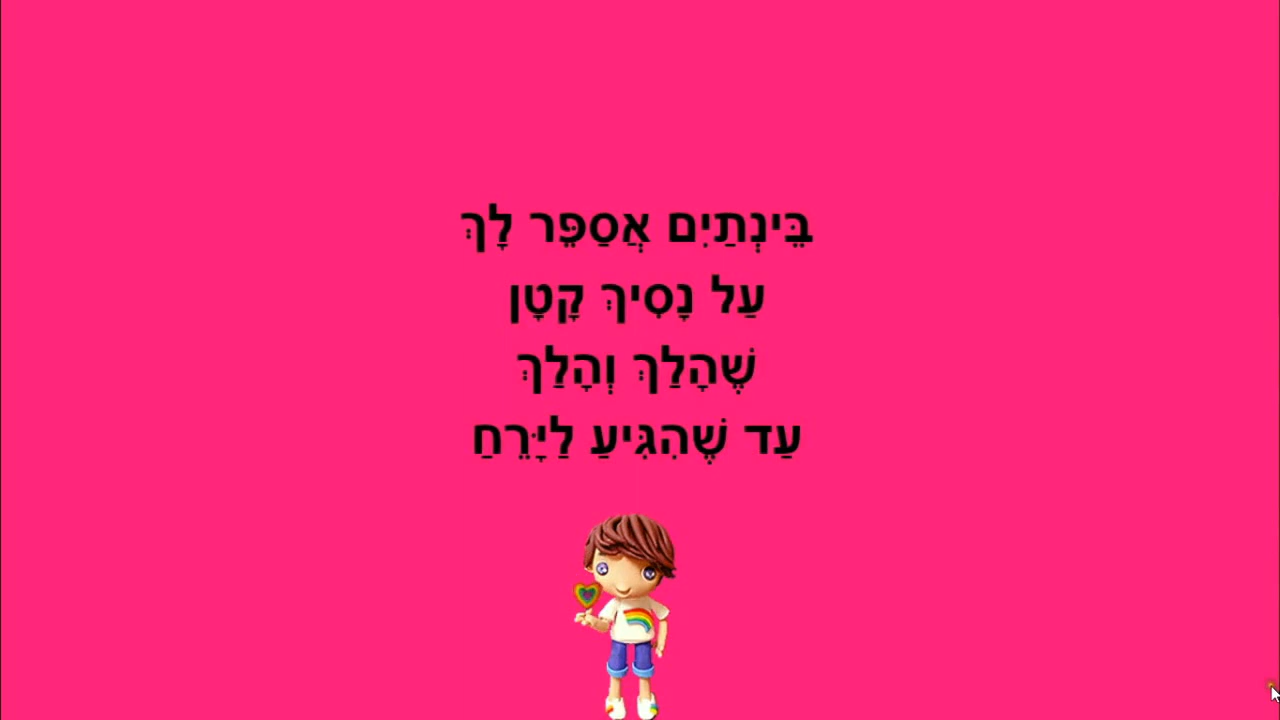 בֵּינְתַיִם אֲסַפֵּר לָךְ
עַל נָסִיךְ קָטָן
שֶׁהָלַךְ וְהָלַךְ
עַד שֶׁהִגִּיעַ לַיָּרֵחַ